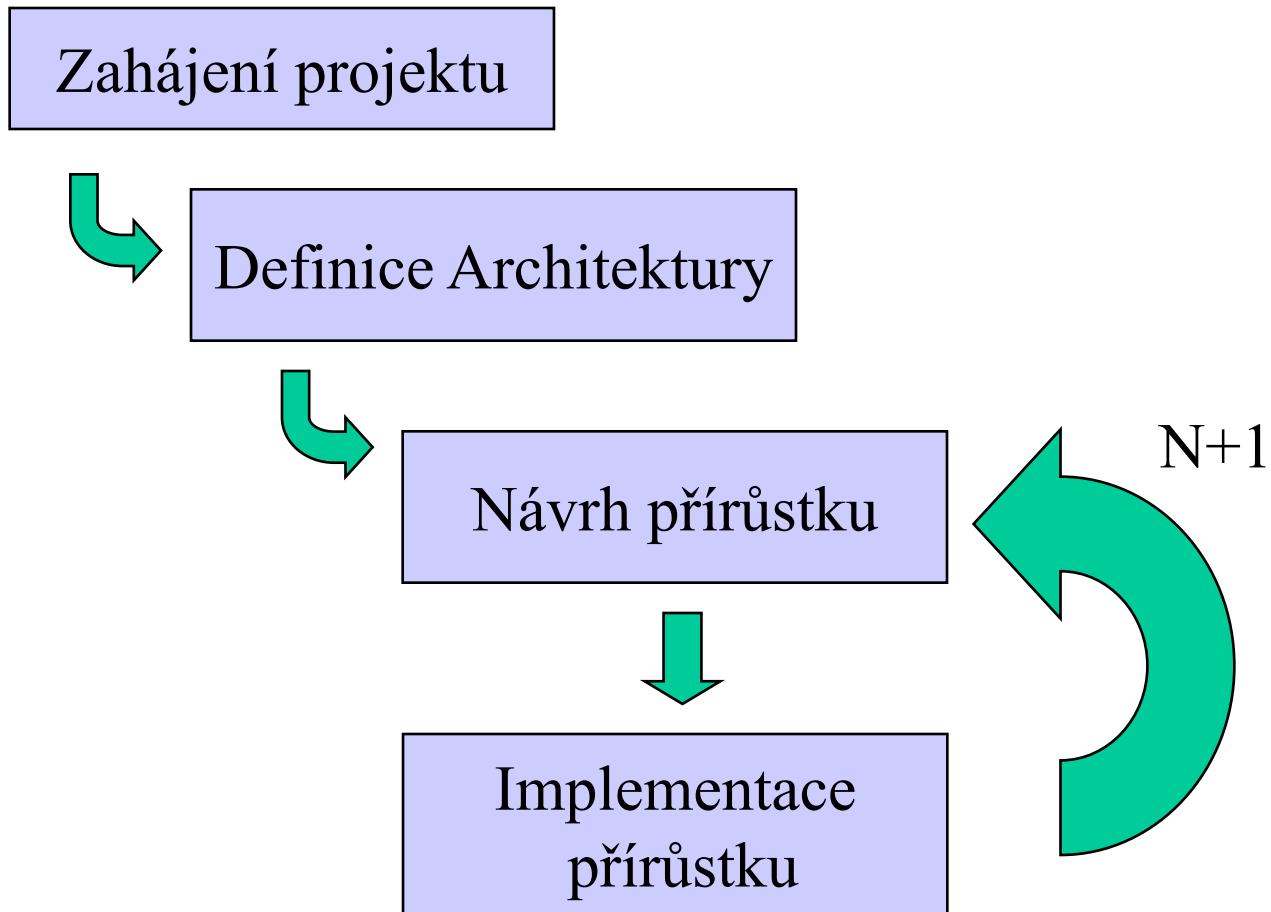 Zahájení projektu
Definice Architektury
N+1
Návrh přírůstku
Implementace
přírůstku